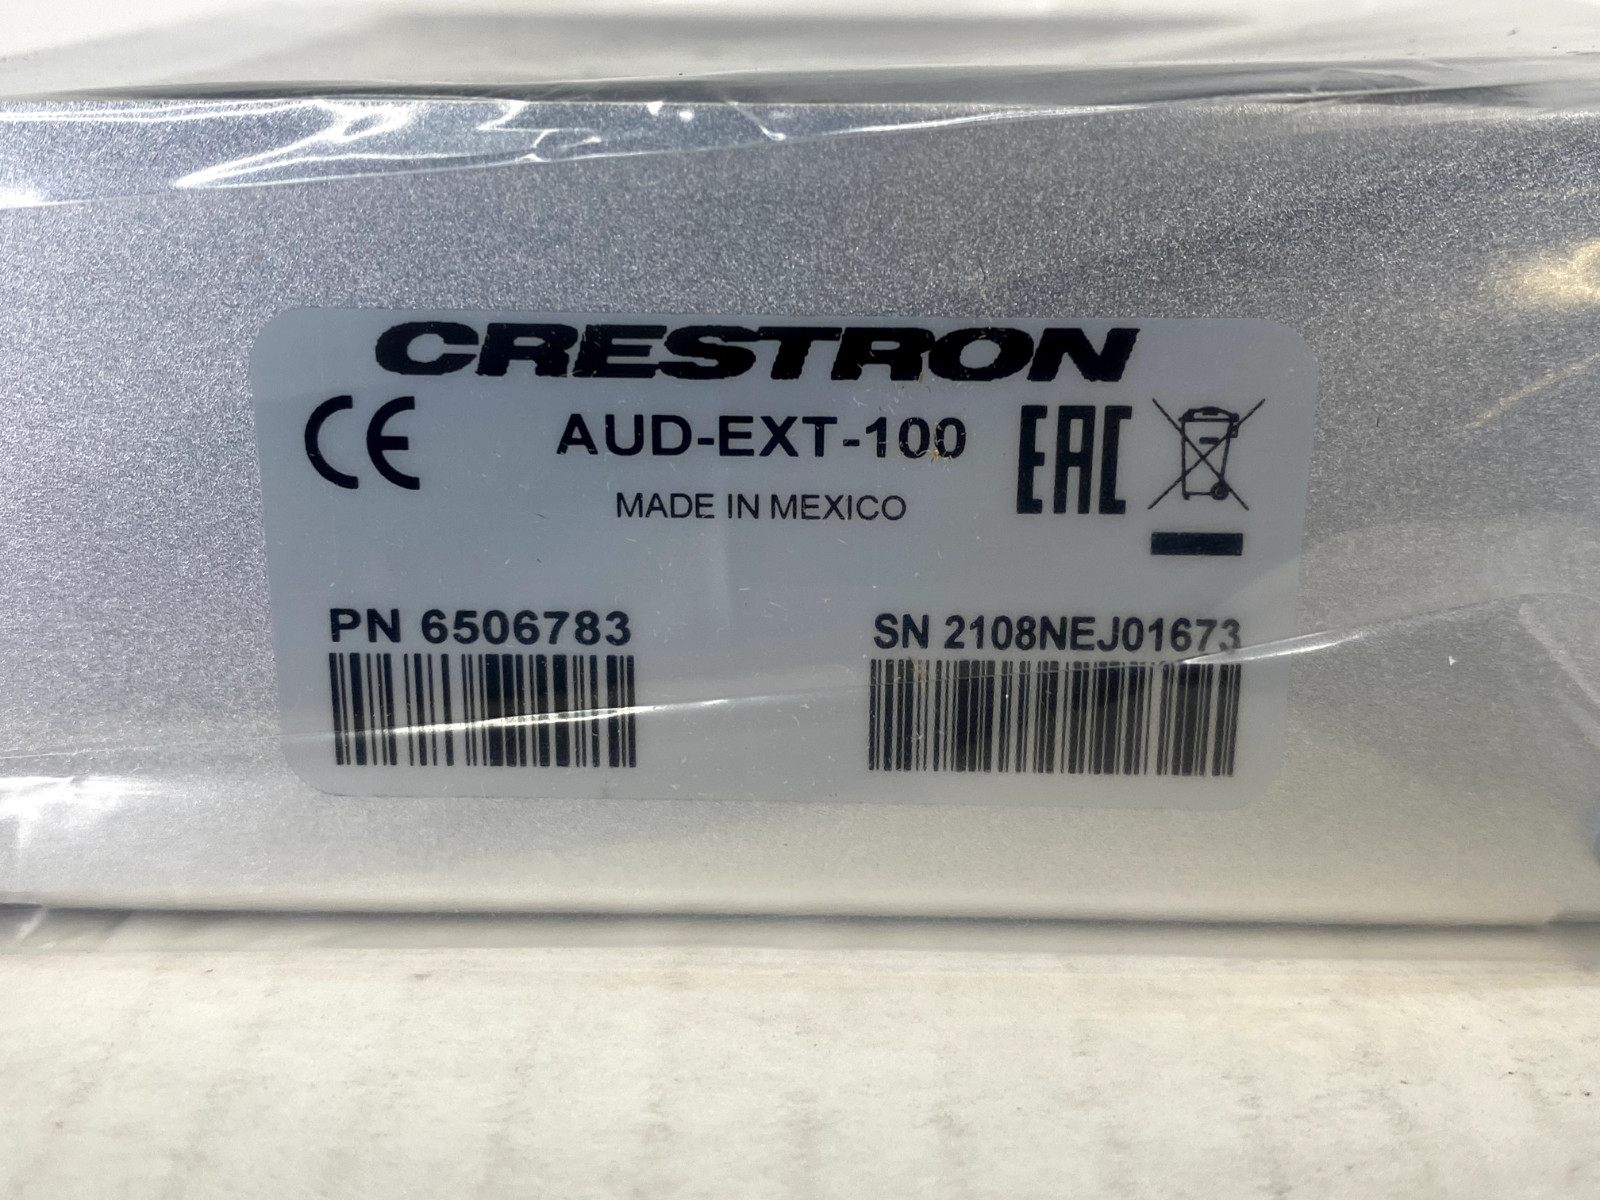 CRESTRON
CE
AUD-EXT-100
EAC
MADE IN MEXICO
PN 6506783
SN 2108NEJ01673